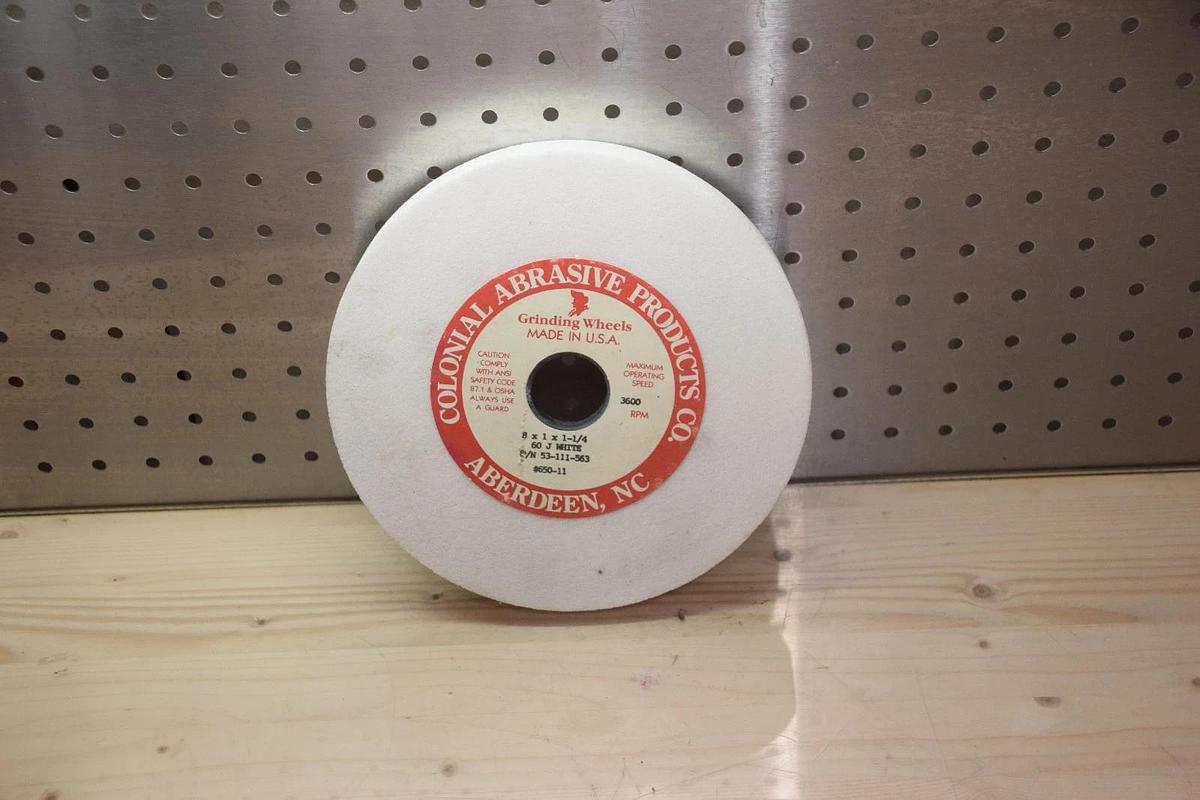 COLONIAL ABRASIVE PRODUCTS CO.
Grinding Wheels
MADE IN U.S.A.
CAUTION:
COMPLY
WITH ANSI
SAFETY CODE
B7.1 & OSHA
ALWAYS USE
A GUARD
MAXIMUM
OPERATING
SPEED
3600
RPM
8 x 1 x 1-1/4
60 J WHITE
C/N 53-111-563
#650-11
ABERDEEN, NC